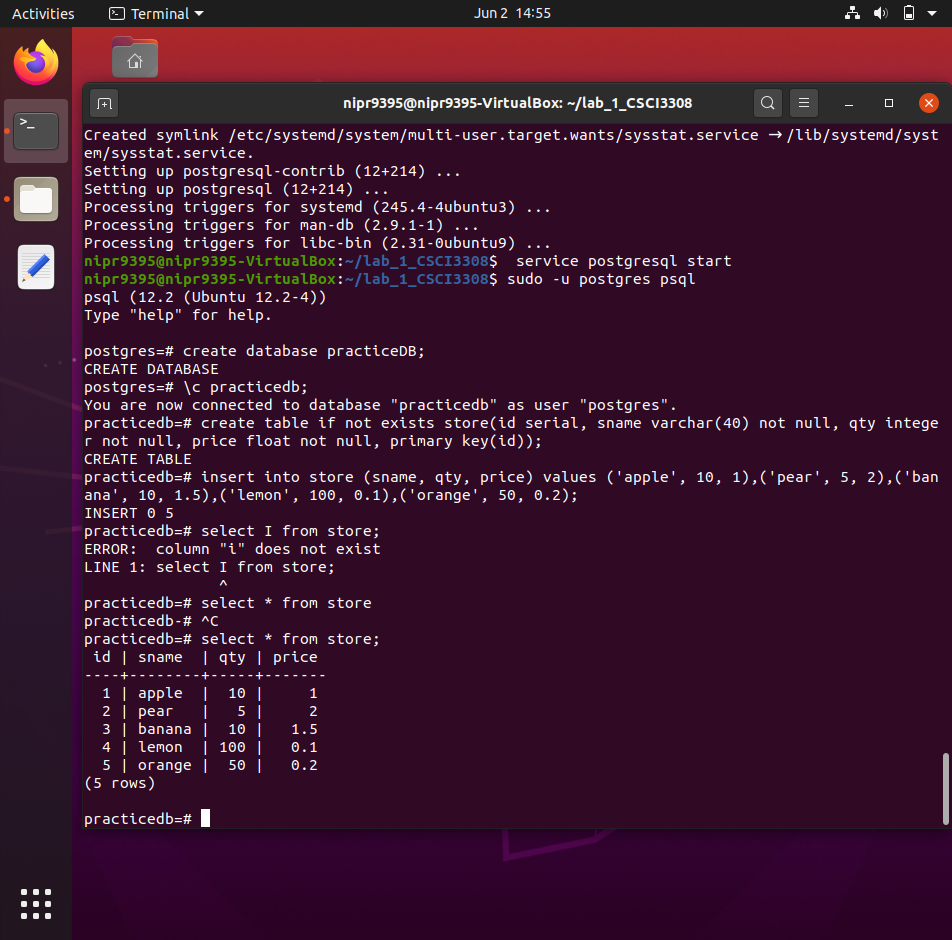 Activities
Terminal
Jun 2 14:55
nipr9395@nipr9395-VirtualBox: ~/lab_1_CSCI3308
Created symlink /etc/systemd/system/multi-user.target.wants/sysstat.service → /lib/systemd/syst
em/sysstat.service.
Setting up postgresql-contrib (12+214) ...
Setting up postgresql (12+214) ...
Processing triggers for systemd (245.4-4ubuntu3) ...
Processing triggers for man-db (2.9.1-1) ...
Processing triggers for libc-bin (2.31-0ubuntu9) ...
nipr9395@nipr9395-VirtualBox:~/lab_1_CSCI3308$  service postgresql start
nipr9395@nipr9395-VirtualBox:~/lab_1_CSCI3308$ sudo -u postgres psql
psql (12.2 (Ubuntu 12.2-4))
Type "help" for help.
postgres=# create database practiceDB;
CREATE DATABASE
postgres=# \c practicedb;
You are now connected to database "practicedb" as user "postgres".
practicedb=# create table if not exists store(id serial, sname varchar(40) not null, qty intege
r not null, price float not null, primary key(id));
CREATE TABLE
practicedb=# insert into store (sname, qty, price) values ('apple', 10, 1),('pear', 5, 2),('ban
ana', 10, 1.5),('lemon', 100, 0.1),('orange', 50, 0.2);
INSERT 0 5
practicedb=# select I from store;
ERROR:  column "i" does not exist
LINE 1: select I from store;
               ^
practicedb=# select * from store
practicedb-# ^C
practicedb=# select * from store;
 id | sname  | qty | price
----+--------+-----+-------
  1 | apple  |  10 |     1
  2 | pear   |   5 |     2
  3 | banana |  10 |   1.5
  4 | lemon  | 100 |   0.1
  5 | orange |  50 |   0.2
(5 rows)
practicedb=#